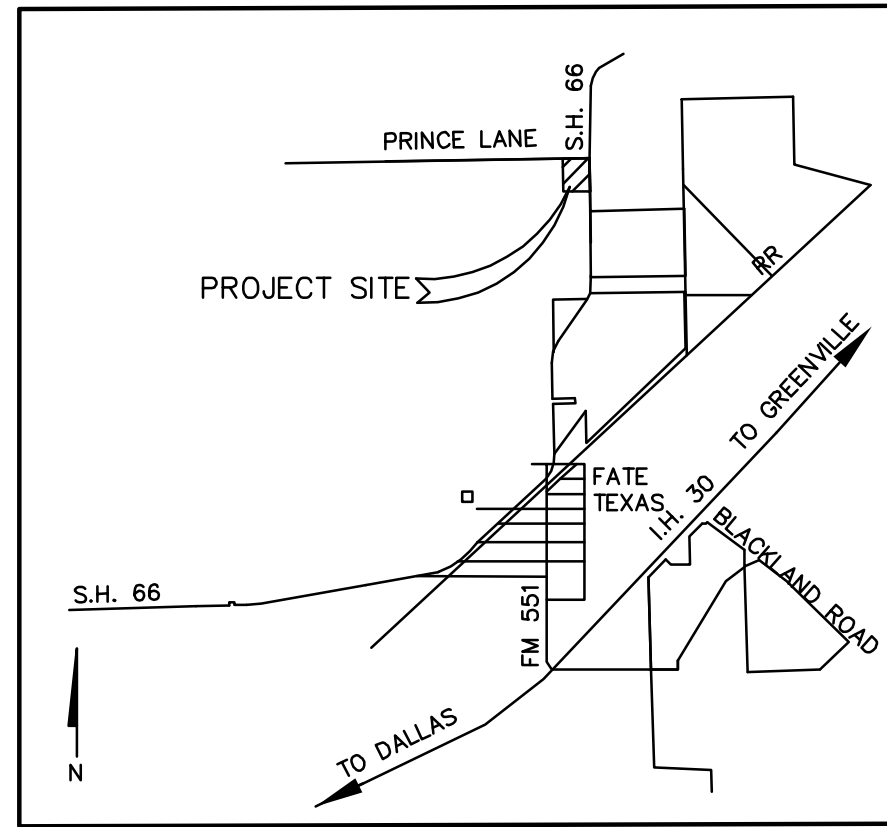 S.H. 66
PRINCE LANE
PROJECT SITE
RR
TO GREENVILLE
FATE
TEXAS
I.H. 30
BLACKLAND ROAD
S.H. 66
FM 551
TO DALLAS
N